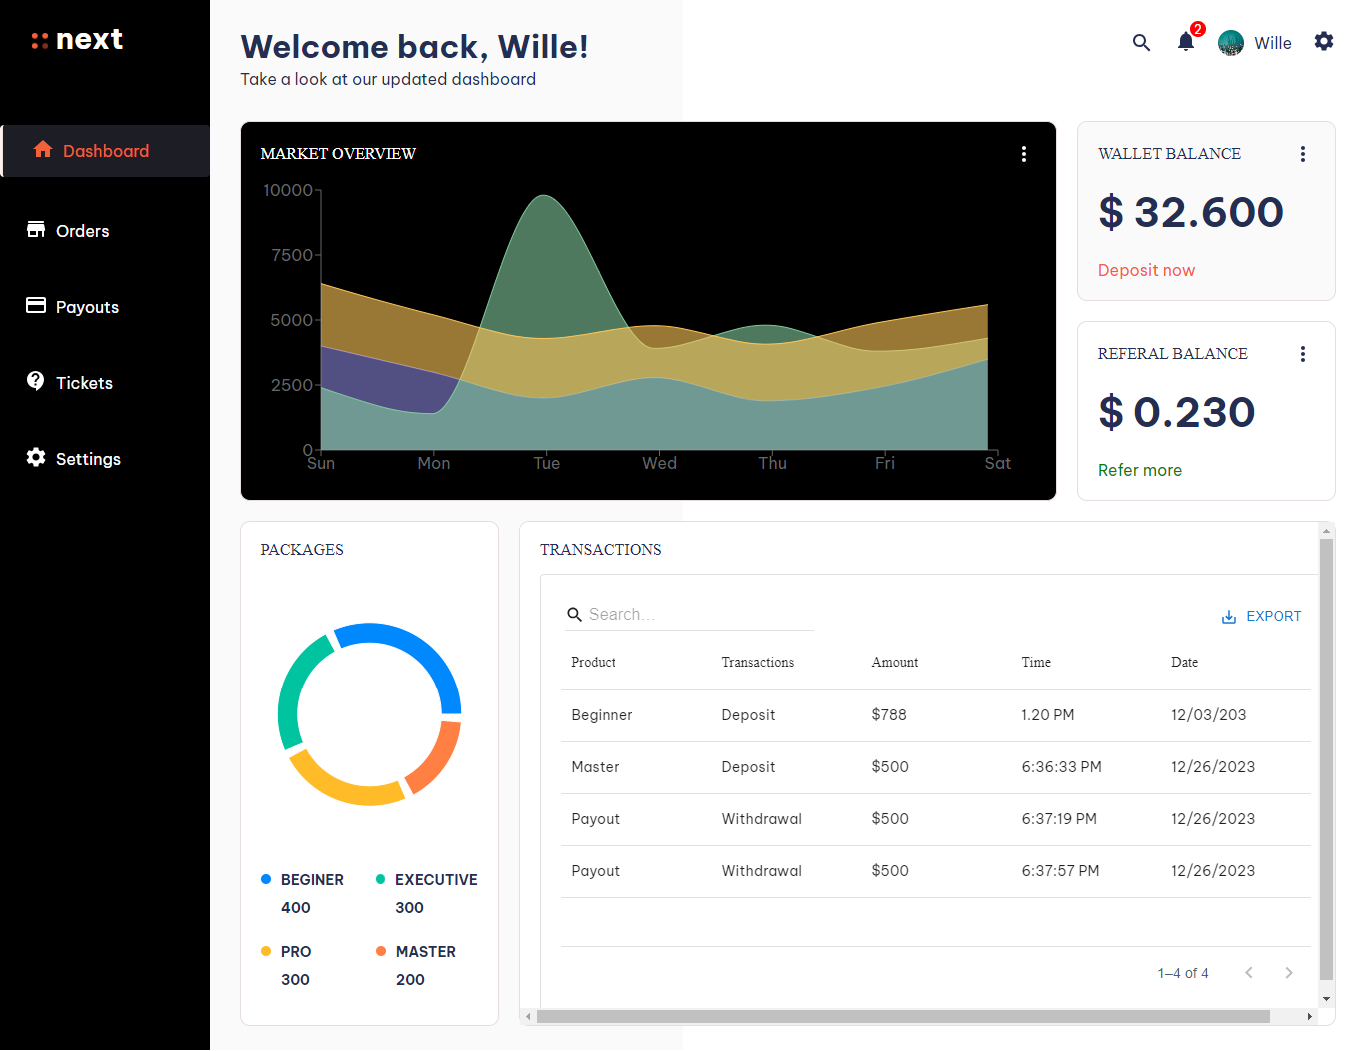 next
Dashboard
Orders
Payouts
Tickets
Settings
Welcome back, Wille!
Take a look at our updated dashboard
2
Wille
MARKET OVERVIEW
10000
7500
5000
2500
0
Sun Mon Tue Wed Thu Fri Sat
WALLET BALANCE
$ 32.600
Deposit now
REFERAL BALANCE
$ 0.230
Refer more
PACKAGES
BEGINER
400
EXECUTIVE
300
PRO
300
MASTER
200
TRANSACTIONS
Search...
EXPORT
Product Transactions Amount Time Date
Beginner Deposit $788 1.20 PM 12/03/203
Master Deposit $500 6:36:33 PM 12/26/2023
Payout Withdrawal $500 6:37:19 PM 12/26/2023
Payout Withdrawal $500 6:37:57 PM 12/26/2023
1–4 of 4